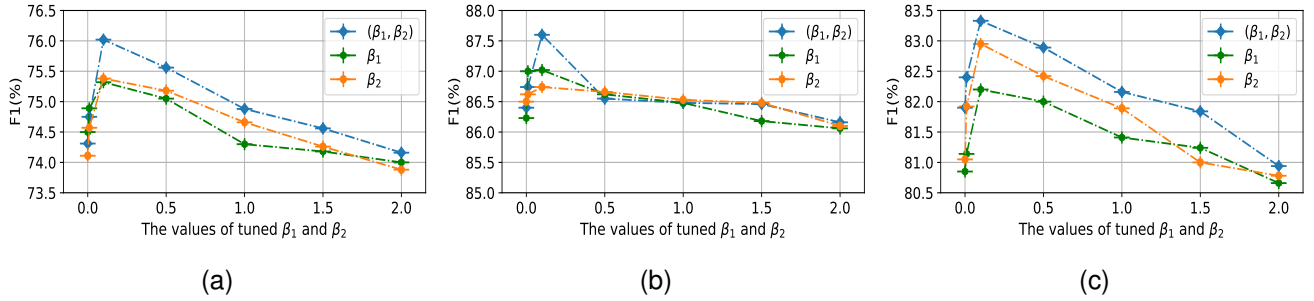 76.5
76.0
75.5
75.0
74.5
74.0
73.5
F1(%)
0.0 0.5 1.0 1.5 2.0
The values of tuned β₁ and β₂
(β₁, β₂)
β₁
β₂
(a)
88.0
87.5
87.0
86.5
86.0
85.5
85.0
F1(%)
0.0 0.5 1.0 1.5 2.0
The values of tuned β₁ and β₂
(β₁, β₂)
β₁
β₂
(b)
83.5
83.0
82.5
82.0
81.5
81.0
80.5
F1(%)
0.0 0.5 1.0 1.5 2.0
The values of tuned β₁ and β₂
(β₁, β₂)
β₁
β₂
(c)